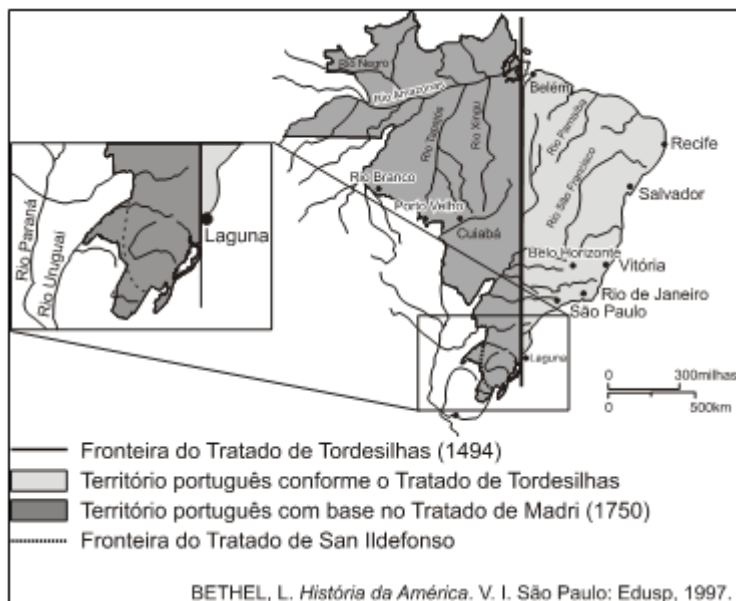 Rio Negro
Rio Amazonas
Belém
Rio Tapajós
Rio Xingu
Rio Parnaíba
Recife
Rio Branco
Rio São Francisco
Salvador
Porto Velho
Cuiabá
Rio Paraná
Rio Uruguai
Laguna
Belo Horizonte
Vitória
Rio de Janeiro
São Paulo
Laguna
0 300milhas
0 500km
Fronteira do Tratado de Tordesilhas (1494)
Território português conforme o Tratado de Tordesilhas
Território português com base no Tratado de Madri (1750)
Fronteira do Tratado de San Ildefonso
BETHEL, L. História da América. V. I. São Paulo: Edusp, 1997.